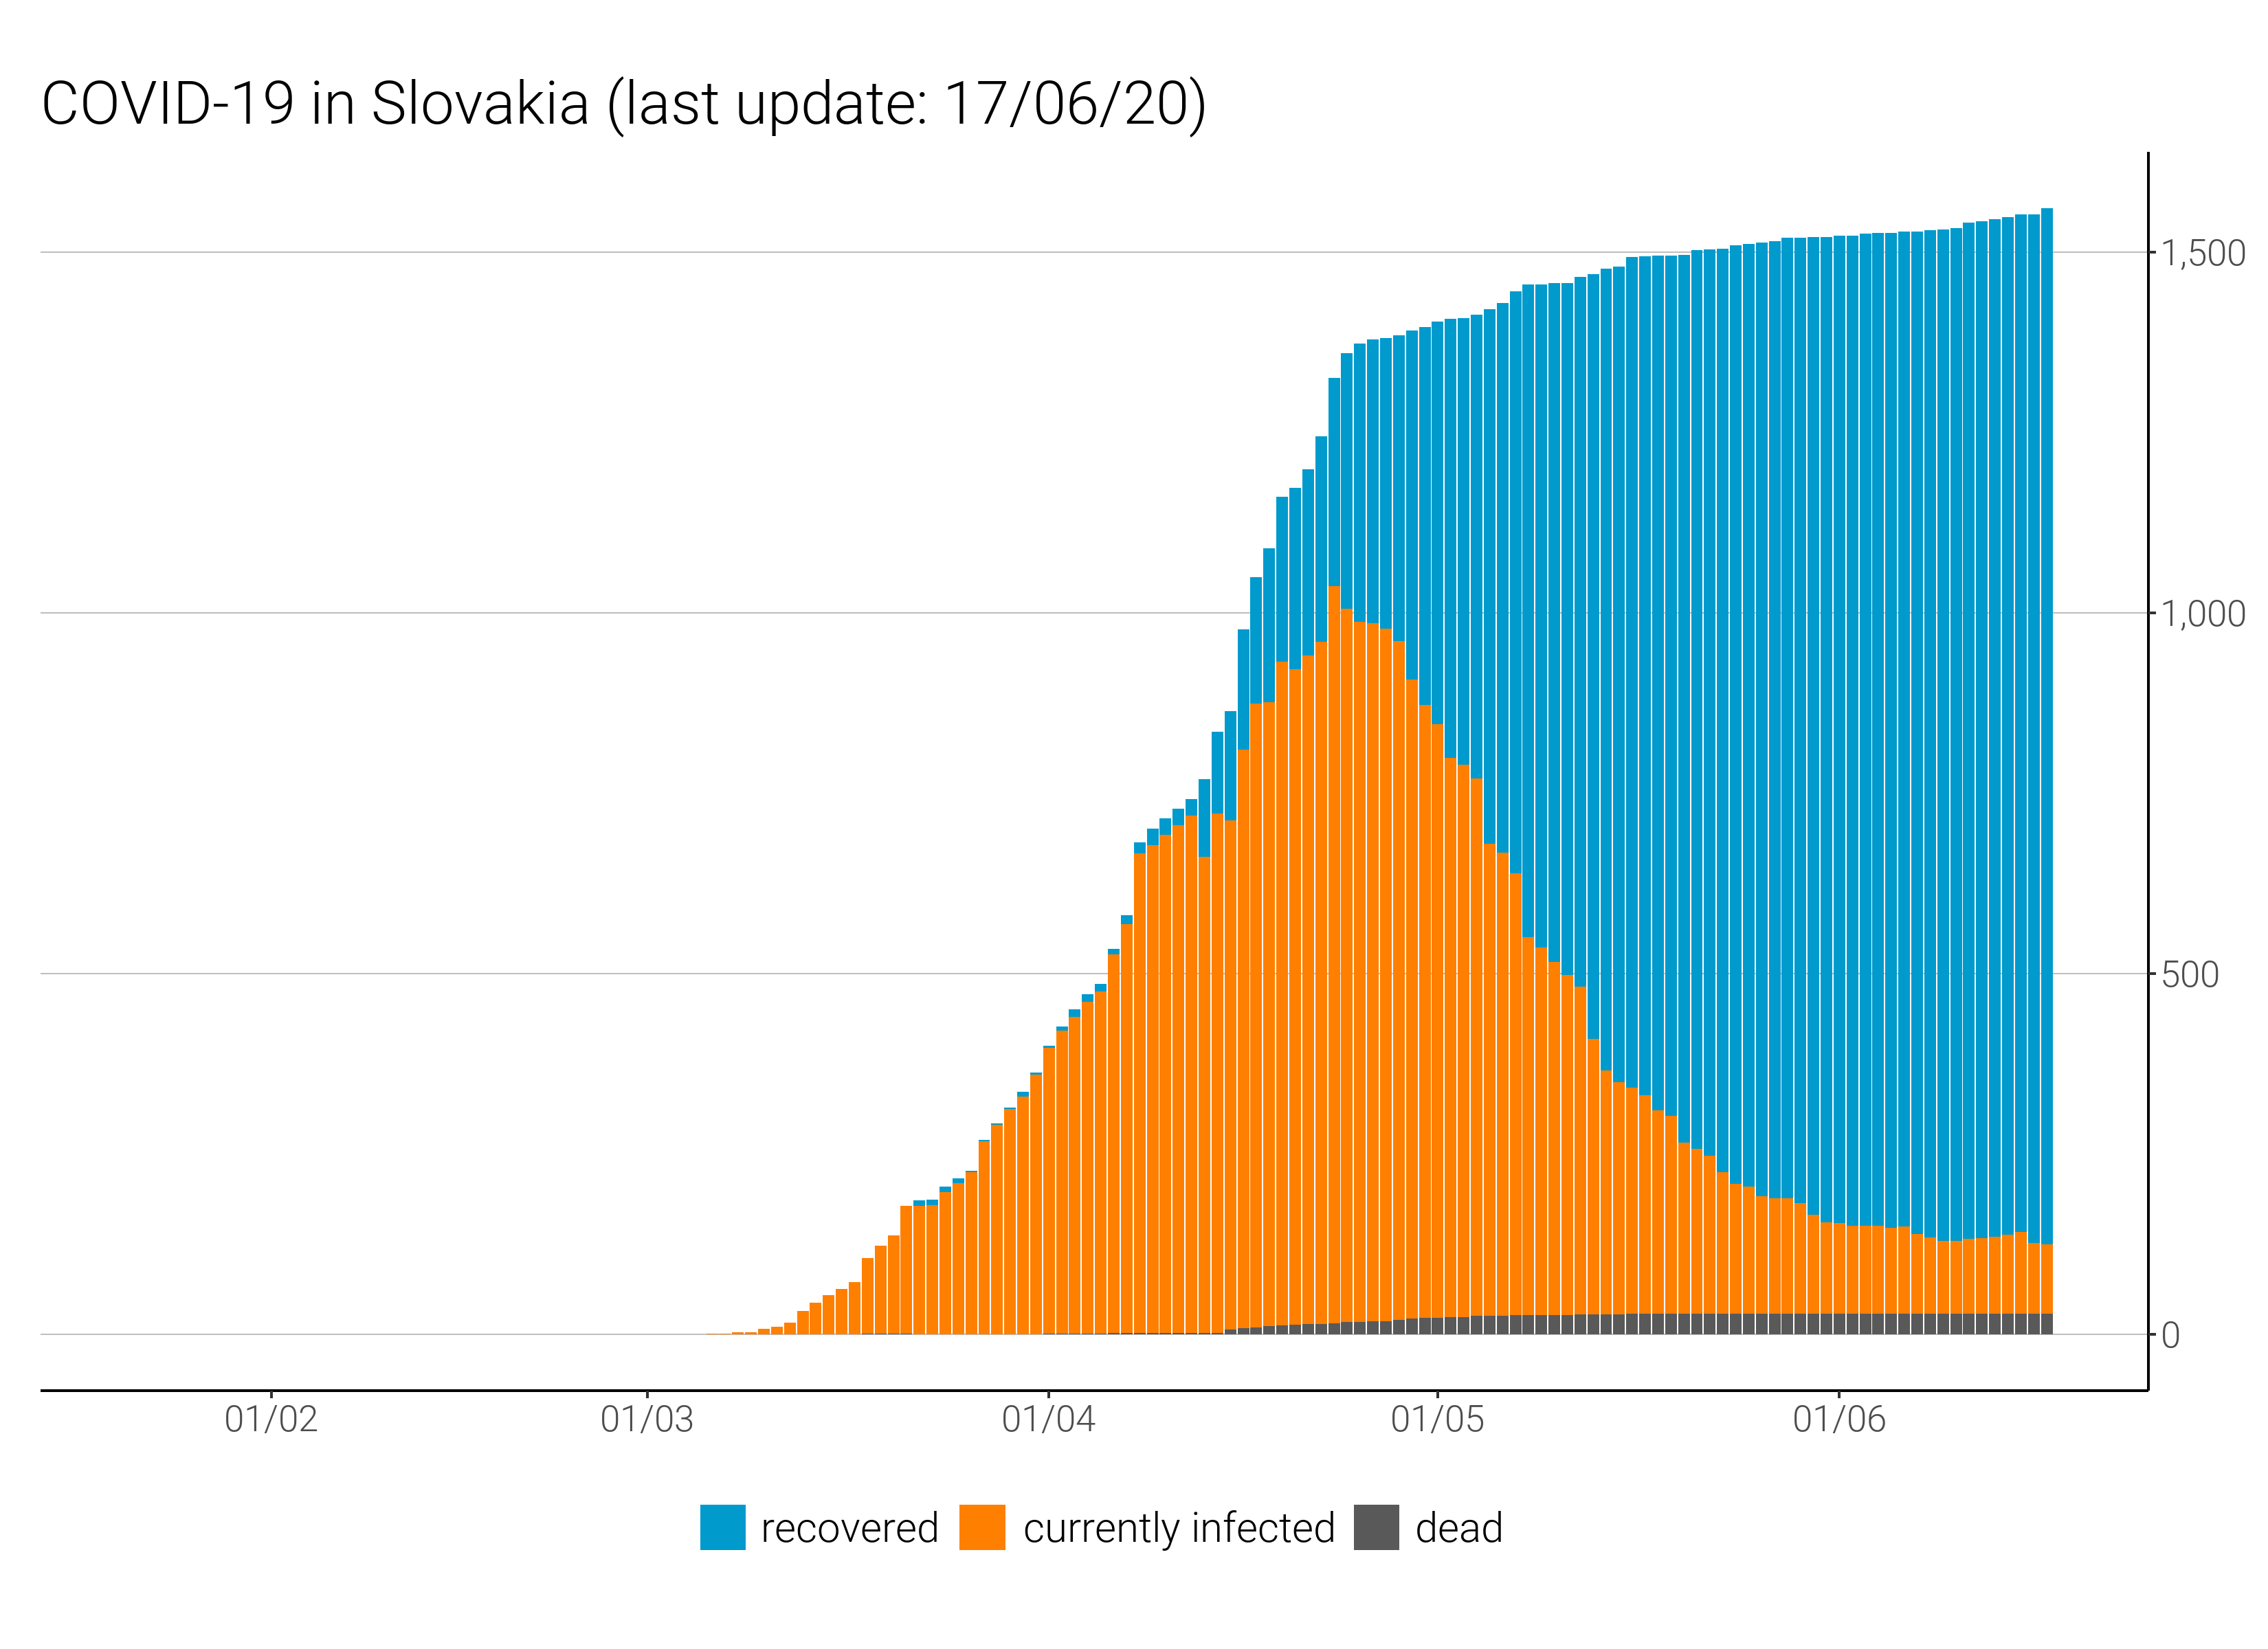 COVID-19 in Slovakia (last update: 17/06/20)
1,500
1,000
500
0
01/02 01/03 01/04 01/05 01/06
recovered currently infected dead